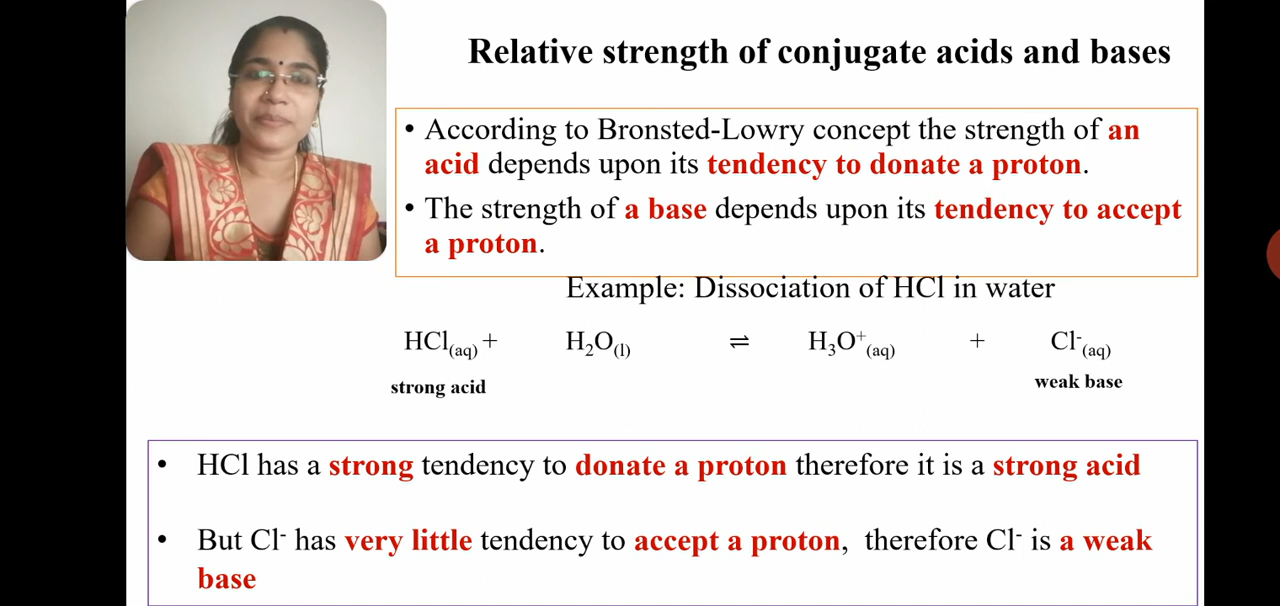 Relative strength of conjugate acids and bases
• According to Bronsted-Lowry concept the strength of an
acid depends upon its tendency to donate a proton.
• The strength of a base depends upon its tendency to accept
a proton.
Example: Dissociation of HCl in water
HCl(aq) + H₂O(l) ⇌ H₃O⁺(aq) + Cl⁻(aq)
strong acid weak base
• HCl has a strong tendency to donate a proton therefore it is a strong acid
• But Cl⁻ has very little tendency to accept a proton, therefore Cl⁻ is a weak
base